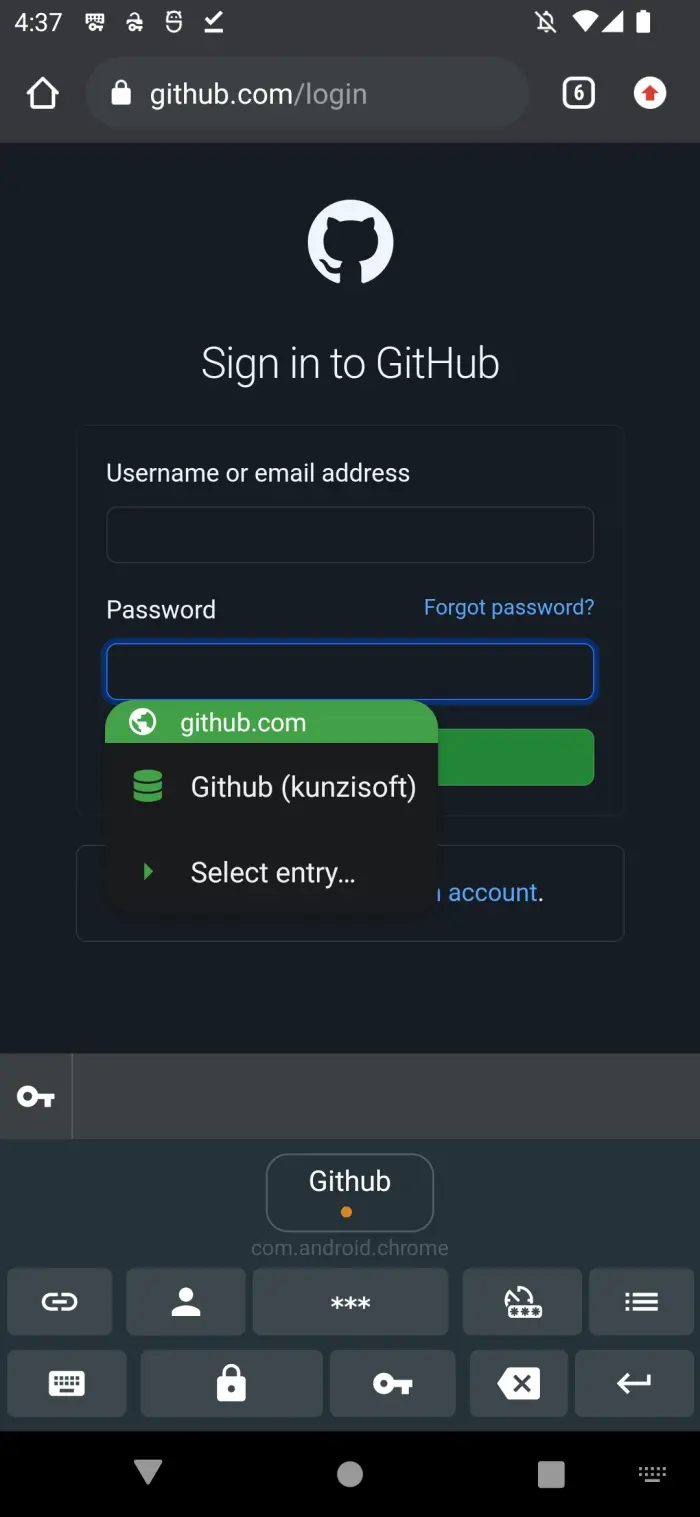 4:37
github.com/login
6
Sign in to GitHub
Username or email address
Password
Forgot password?
github.com
Github (kunzisoft)
Select entry...
account.
Github
com.android.chrome
***